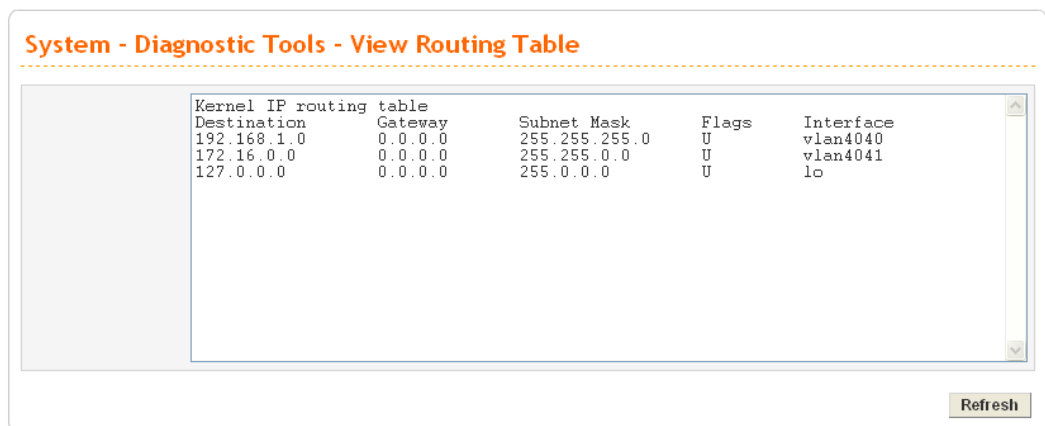 System - Diagnostic Tools - View Routing Table
Kernel IP routing table
Destination Gateway Subnet Mask Flags Interface
192.168.1.0 0.0.0.0 255.255.255.0 U vlan4040
172.16.0.0 0.0.0.0 255.255.0.0 U vlan4041
127.0.0.0 0.0.0.0 255.0.0.0 U lo
Refresh